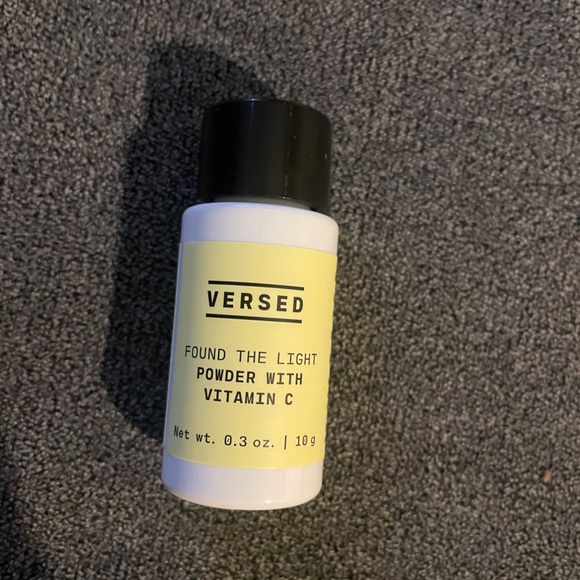 VERSED
FOUND THE LIGHT
POWDER WITH
VITAMIN C
Net wt. 0.3 oz. | 10 g